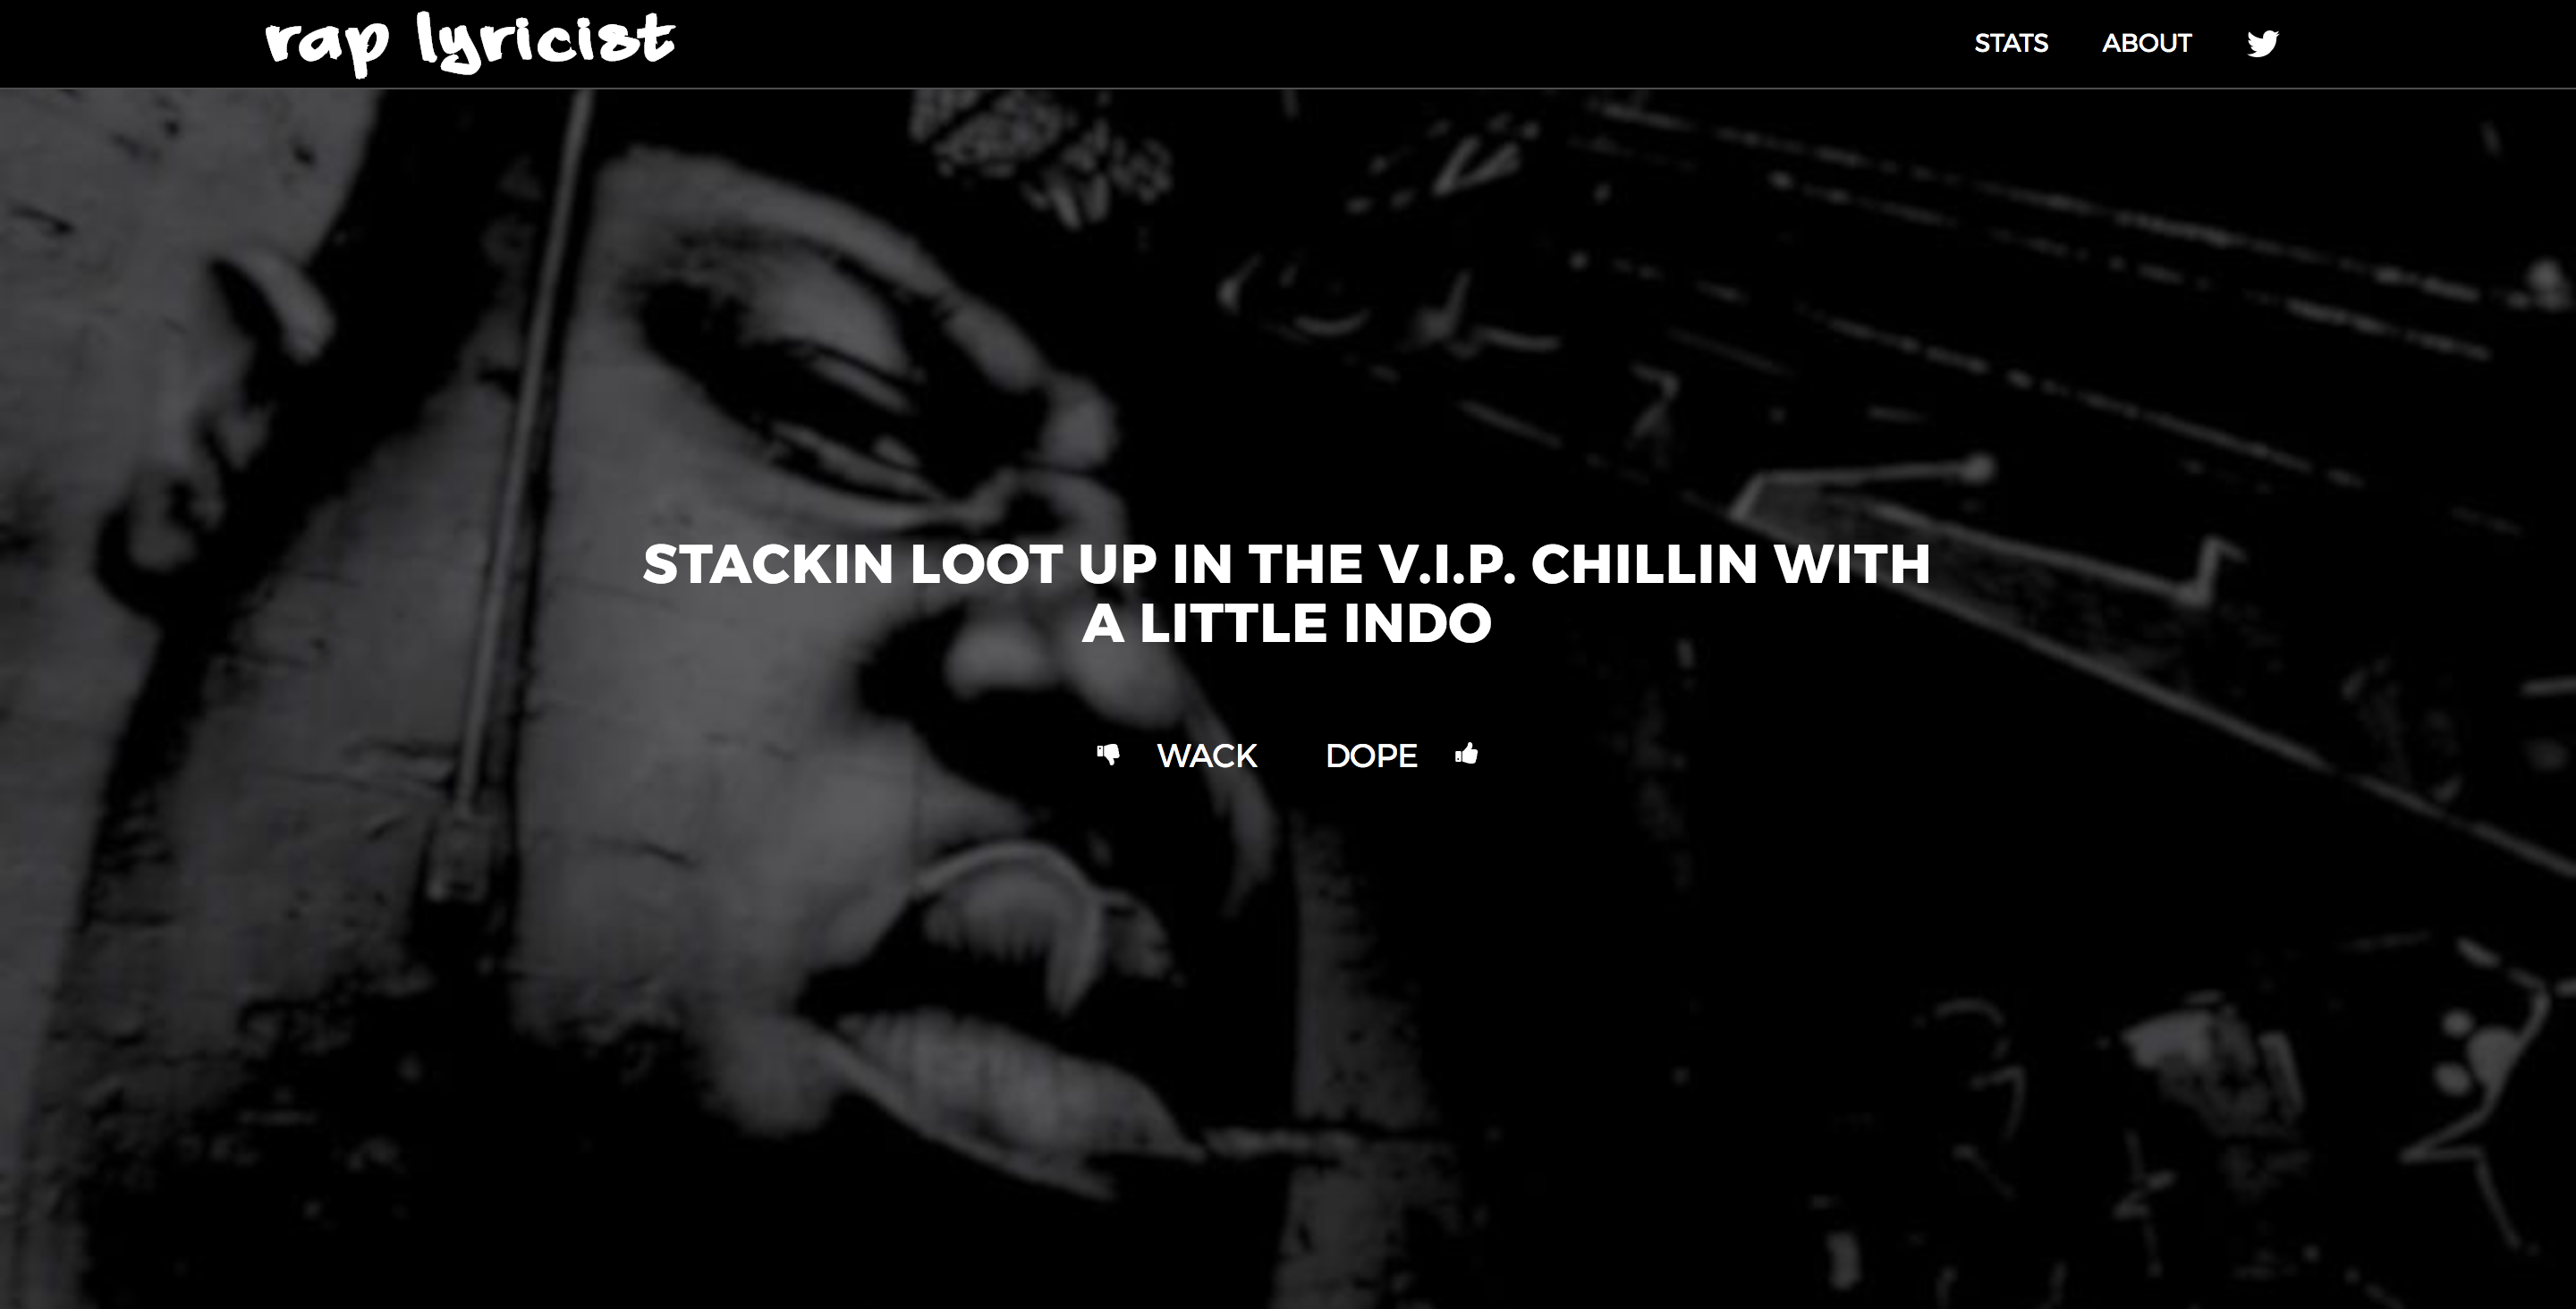 rap lyricist
STATS ABOUT
STACKIN LOOT UP IN THE V.I.P. CHILLIN WITH
A LITTLE INDO
WACK DOPE